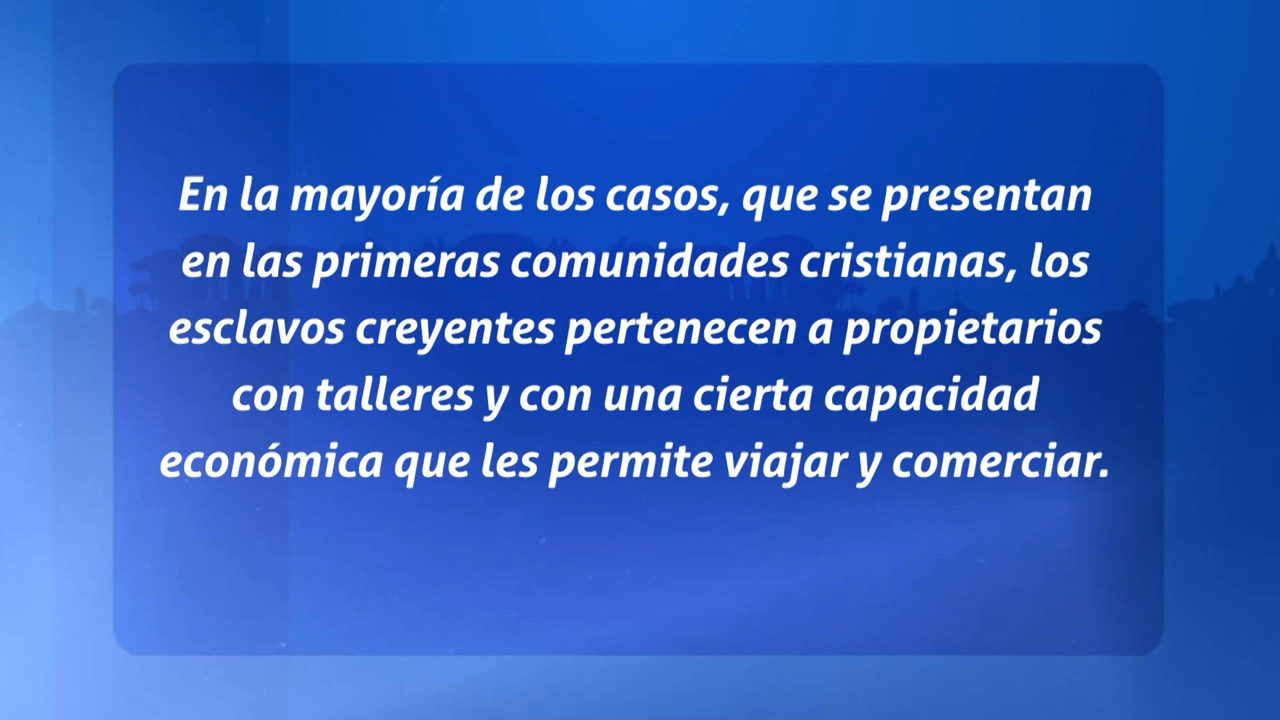 En la mayoría de los casos, que se presentan
en las primeras comunidades cristianas, los
esclavos creyentes pertenecen a propietarios
con talleres y con una cierta capacidad
económica que les permite viajar y comerciar.